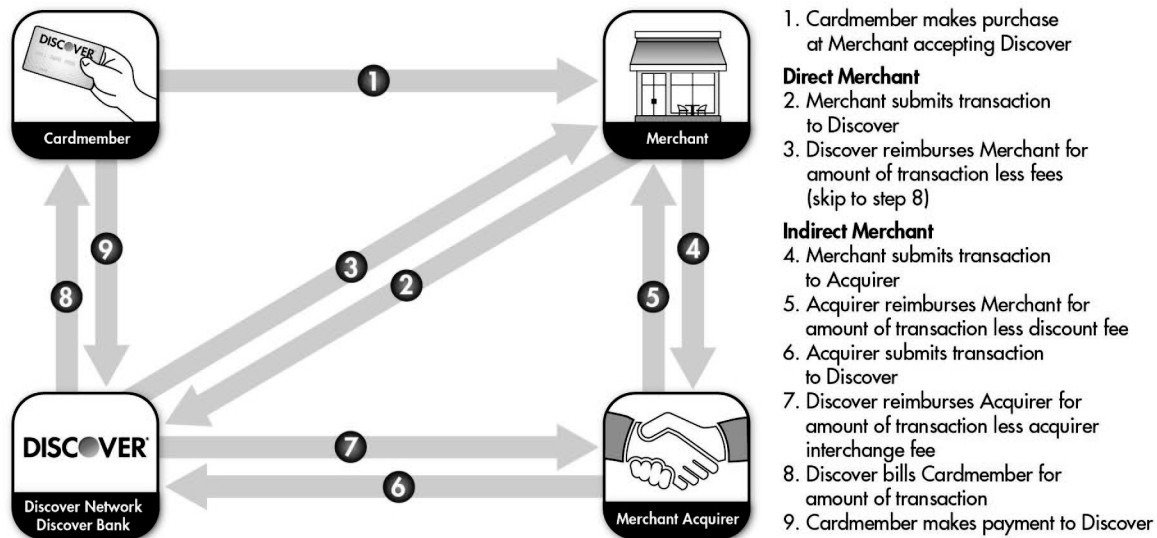 DISCOVER
Cardmember
1
Merchant
9
8
3
2
4
5
DISCOVER
Discover Network
Discover Bank
7
6
Merchant Acquirer
1. Cardmember makes purchase
at Merchant accepting Discover
Direct Merchant
2. Merchant submits transaction
to Discover
3. Discover reimburses Merchant for
amount of transaction less fees
(skip to step 8)
Indirect Merchant
4. Merchant submits transaction
to Acquirer
5. Acquirer reimburses Merchant for
amount of transaction less discount fee
6. Acquirer submits transaction
to Discover
7. Discover reimburses Acquirer for
amount of transaction less acquirer
interchange fee
8. Discover bills Cardmember for
amount of transaction
9. Cardmember makes payment to Discover